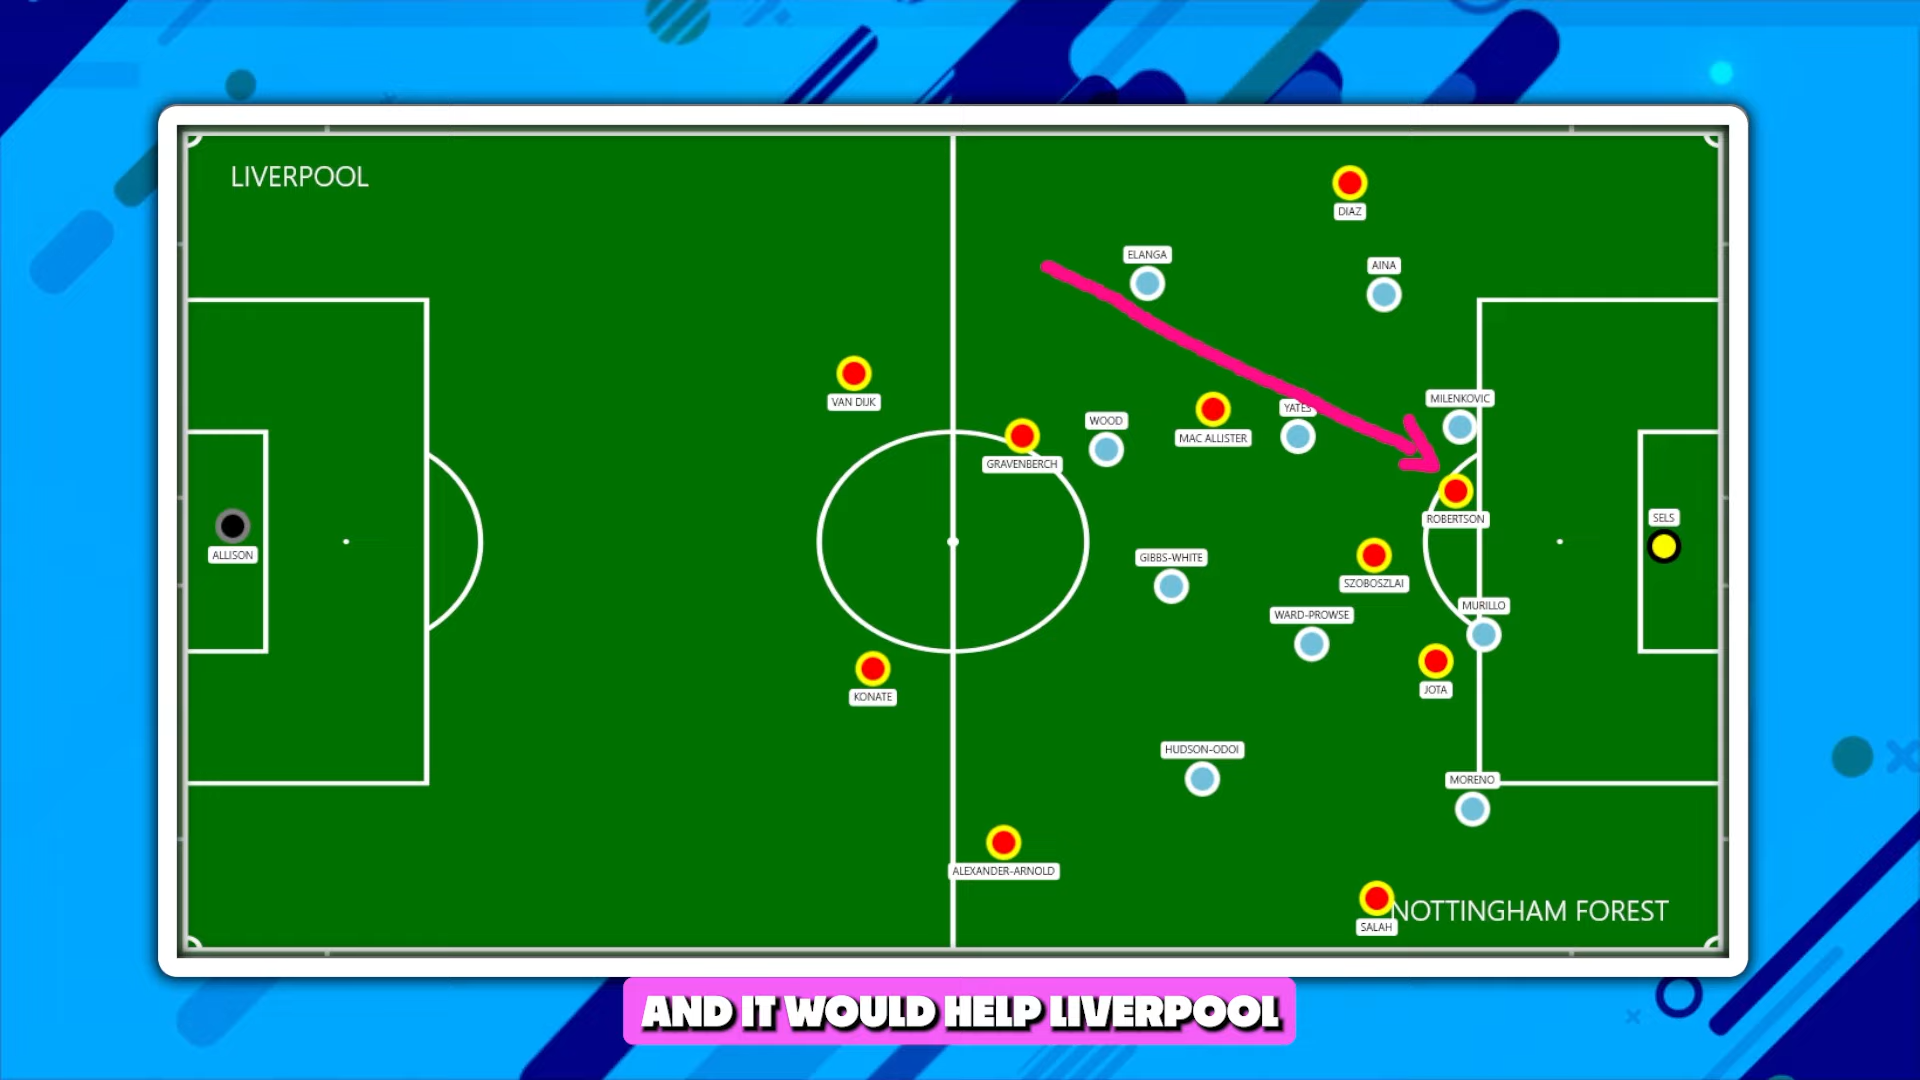 LIVERPOOL
DIAZ
ELANGA
AINA
VAN DIJK
MILENKOVIC
YATES
WOOD
MAC ALLISTER
GRAVENBERCH
ROBERTSON
SELS
ALLISON
GIBBS-WHITE
SZOBOSZLAI
MURILLO
WARD-PROWSE
JOTA
KONATE
HUDSON-ODOI
MORENO
ALEXANDER-ARNOLD
NOTTINGHAM FOREST
SALAH
AND IT WOULD HELP LIVERPOOL